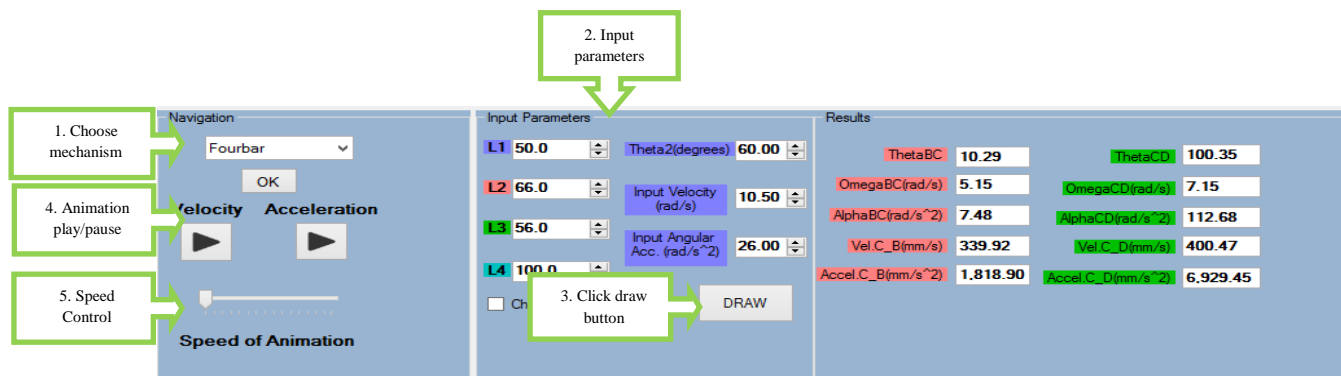 2. Input
parameters
1. Choose
mechanism
4. Animation
play/pause
5. Speed
Control
Navigation
Fourbar
OK
Velocity Acceleration
Speed of Animation
Input Parameters
L1 50.0 Theta2(degrees) 60.00
L2 66.0 Input Velocity
(rad/s) 10.50
L3 56.0 Input Angular
Acc. (rad/s^2) 26.00
L4 100.0
Ch
3. Click draw
button
DRAW
Results
ThetaBC 10.29 ThetaCD 100.35
OmegaBC(rad/s) 5.15 OmegaCD(rad/s) 7.15
AlphaBC(rad/s^2) 7.48 AlphaCD(rad/s^2) 112.68
Vel.C_B(mm/s) 339.92 Vel.C_D(mm/s) 400.47
Accel.C_B(mm/s^2) 1,818.90 Accel.C_D(mm/s^2) 6,929.45